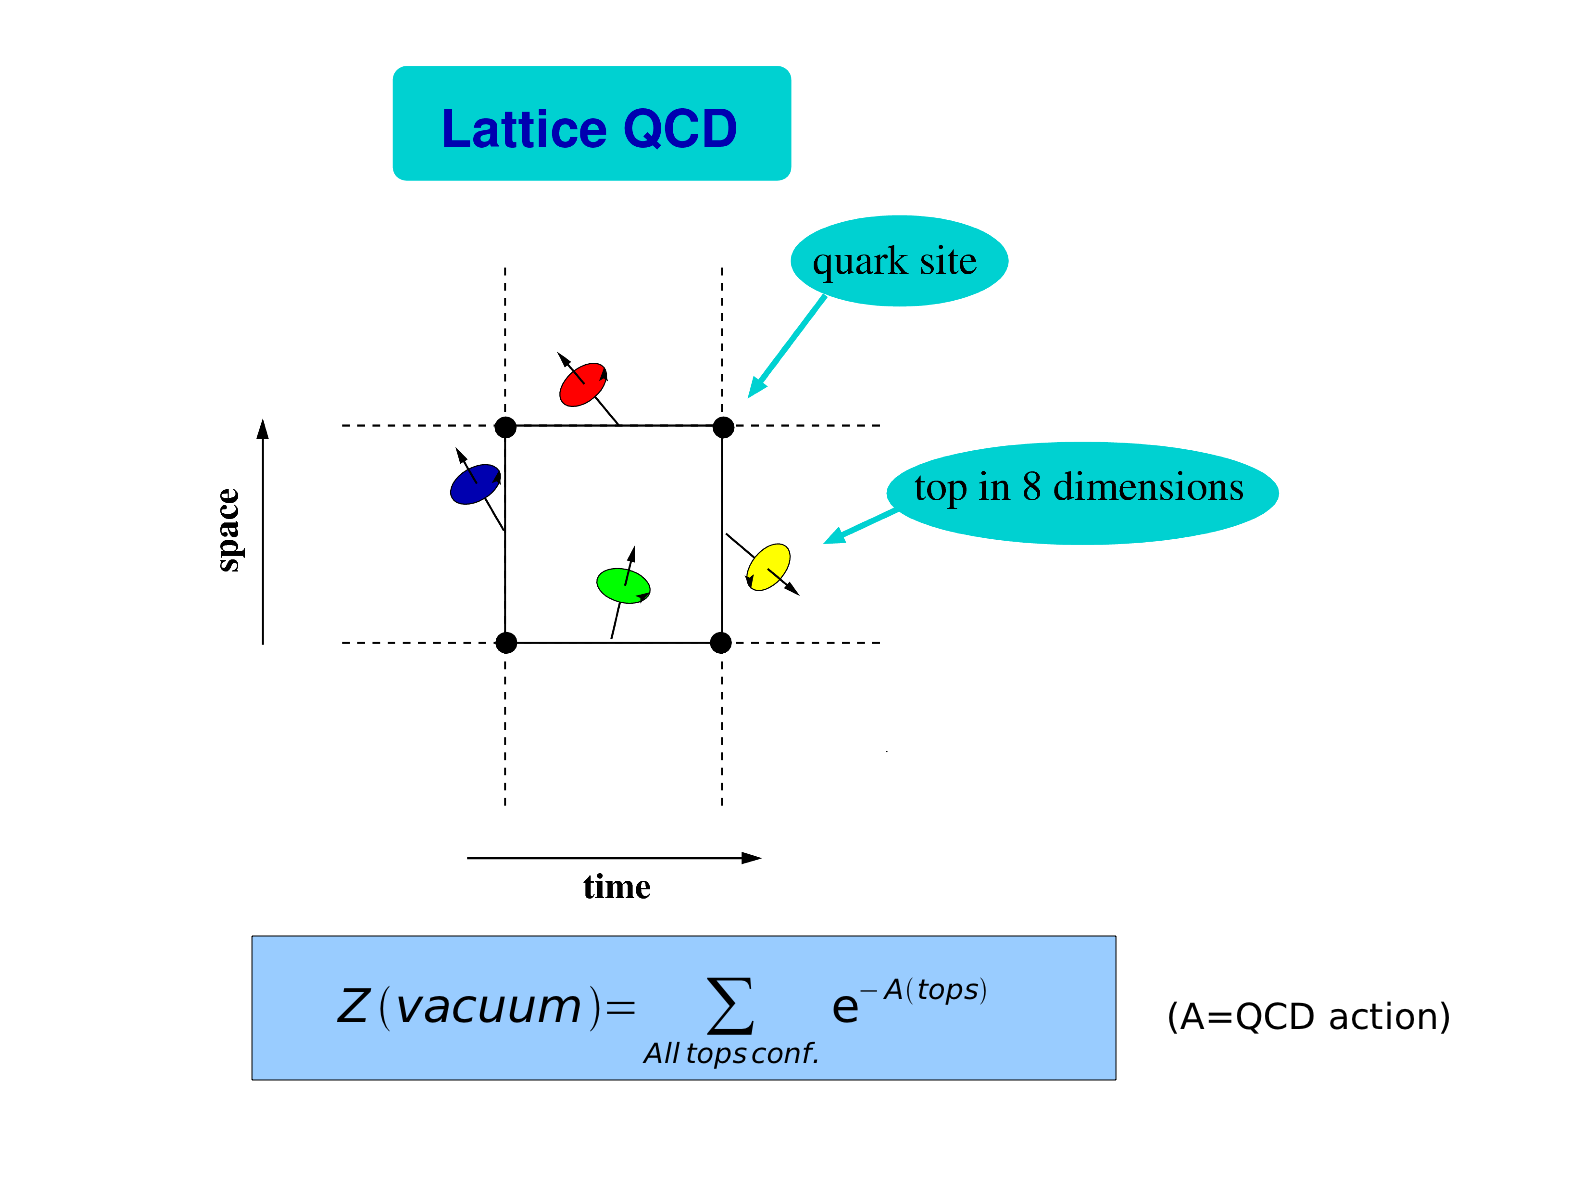 Lattice QCD
quark site
top in 8 dimensions
space
time
Z(vacuum)= ∑ e^{-A(tops)}
All tops conf.
(A=QCD action)